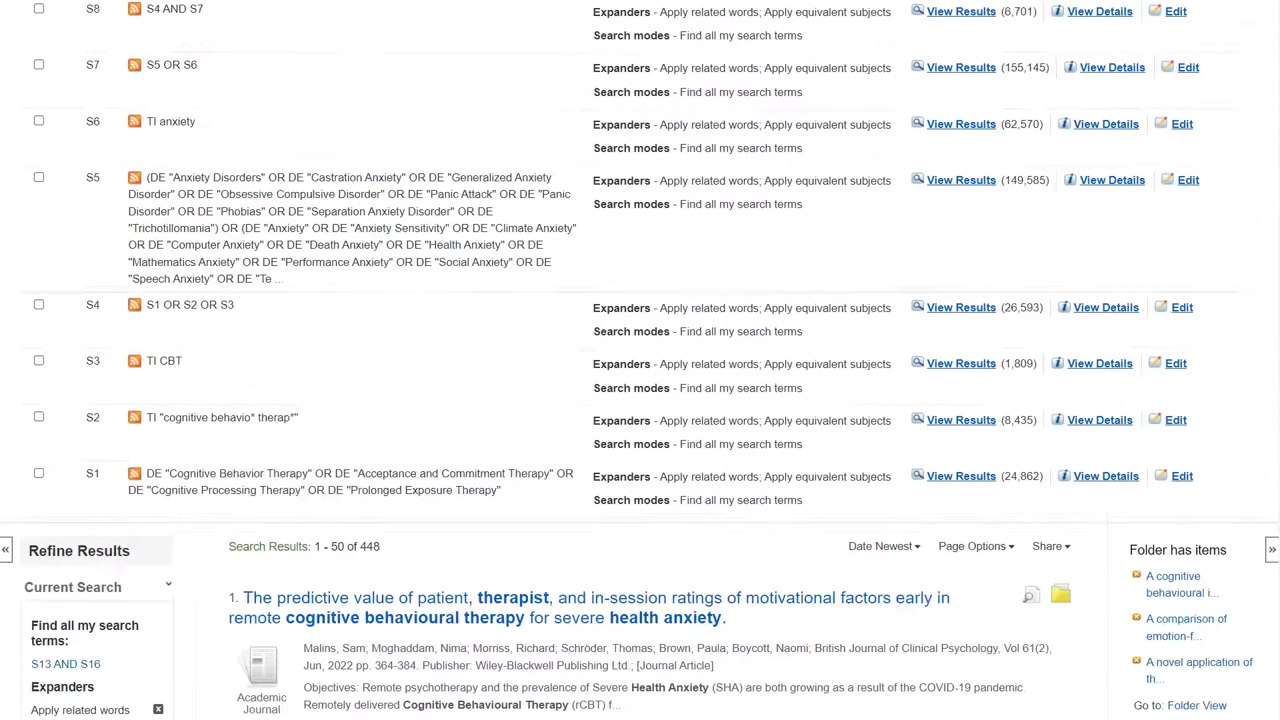 S8 S4 AND S7 Expanders - Apply related words; Apply equivalent subjects View Results (6,701) View Details Edit
Search modes - Find all my search terms
S7 S5 OR S6 Expanders - Apply related words; Apply equivalent subjects View Results (155,145) View Details Edit
Search modes - Find all my search terms
S6 TI anxiety Expanders - Apply related words; Apply equivalent subjects View Results (62,570) View Details Edit
Search modes - Find all my search terms
S5 (DE "Anxiety Disorders" OR DE "Castration Anxiety" OR DE "Generalized Anxiety Expanders - Apply related words; Apply equivalent subjects View Results (149,585) View Details Edit
Disorder" OR DE "Obsessive Compulsive Disorder" OR DE "Panic Attack" OR DE "Panic Search modes - Find all my search terms
Disorder" OR DE "Phobias" OR DE "Separation Anxiety Disorder" OR DE
"Trichotillomania") OR (DE "Anxiety" OR DE "Anxiety Sensitivity" OR DE "Climate Anxiety"
OR DE "Computer Anxiety" OR DE "Death Anxiety" OR DE "Health Anxiety" OR DE
"Mathematics Anxiety" OR DE "Performance Anxiety" OR DE "Social Anxiety" OR DE
"Speech Anxiety" OR DE "Te ...
S4 S1 OR S2 OR S3 Expanders - Apply related words; Apply equivalent subjects View Results (26,593) View Details Edit
Search modes - Find all my search terms
S3 TI CBT Expanders - Apply related words; Apply equivalent subjects View Results (1,809) View Details Edit
Search modes - Find all my search terms
S2 TI "cognitive behavio* therap*" Expanders - Apply related words; Apply equivalent subjects View Results (8,435) View Details Edit
Search modes - Find all my search terms
S1 DE "Cognitive Behavior Therapy" OR DE "Acceptance and Commitment Therapy" OR Expanders - Apply related words; Apply equivalent subjects View Results (24,862) View Details Edit
DE "Cognitive Processing Therapy" OR DE "Prolonged Exposure Therapy" Search modes - Find all my search terms
«
Refine Results
Current Search
Find all my search
terms:
S13 AND S16
Expanders
Apply related words
Search Results: 1 - 50 of 448 Date Newest Page Options Share
1. The predictive value of patient, therapist, and in-session ratings of motivational factors early in
remote cognitive behavioural therapy for severe health anxiety.
Academic
Journal
Malins, Sam; Moghaddam, Nima; Morriss, Richard; Schröder, Thomas; Brown, Paula; Boycott, Naomi; British Journal of Clinical Psychology, Vol 61(2),
Jun, 2022 pp. 364-384. Publisher: Wiley-Blackwell Publishing Ltd.; [Journal Article]
Objectives: Remote psychotherapy and the prevalence of Severe Health Anxiety (SHA) are both growing as a result of the COVID-19 pandemic.
Remotely delivered Cognitive Behavioural Therapy (rCBT) f...
Folder has items
»
A cognitive
behavioural i...
A comparison of
emotion-f...
A novel application of
th...
Go to: Folder View